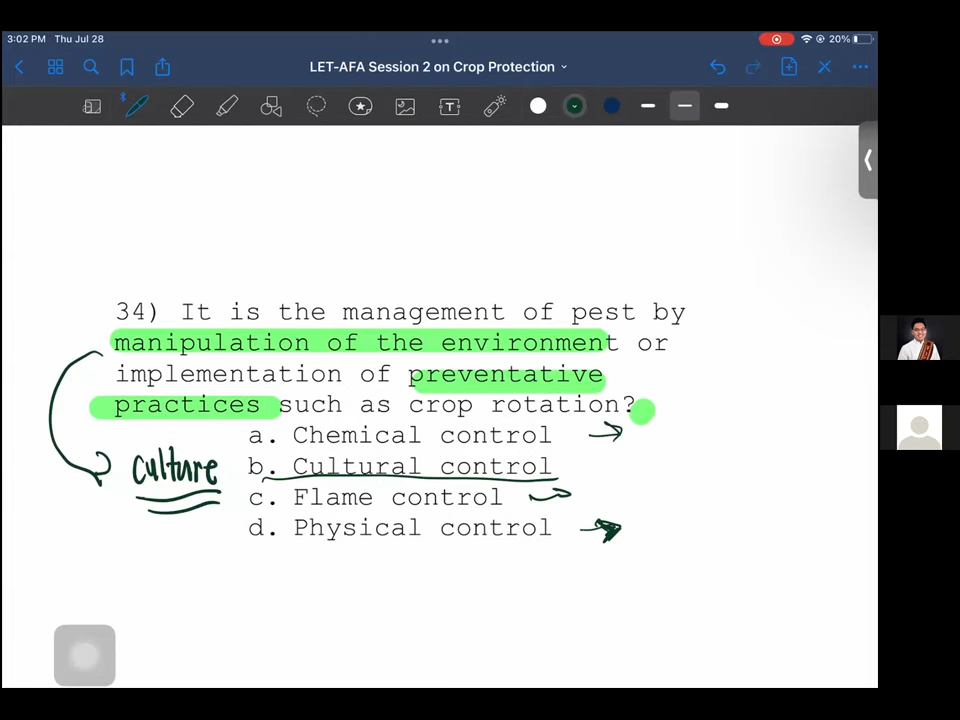 3:02 PM Thu Jul 28
20%
LET-AFA Session 2 on Crop Protection
T
34) It is the management of pest by
manipulation of the environment or
implementation of preventative
practices such as crop rotation?
a. Chemical control
culture b. Cultural control
c. Flame control
d. Physical control